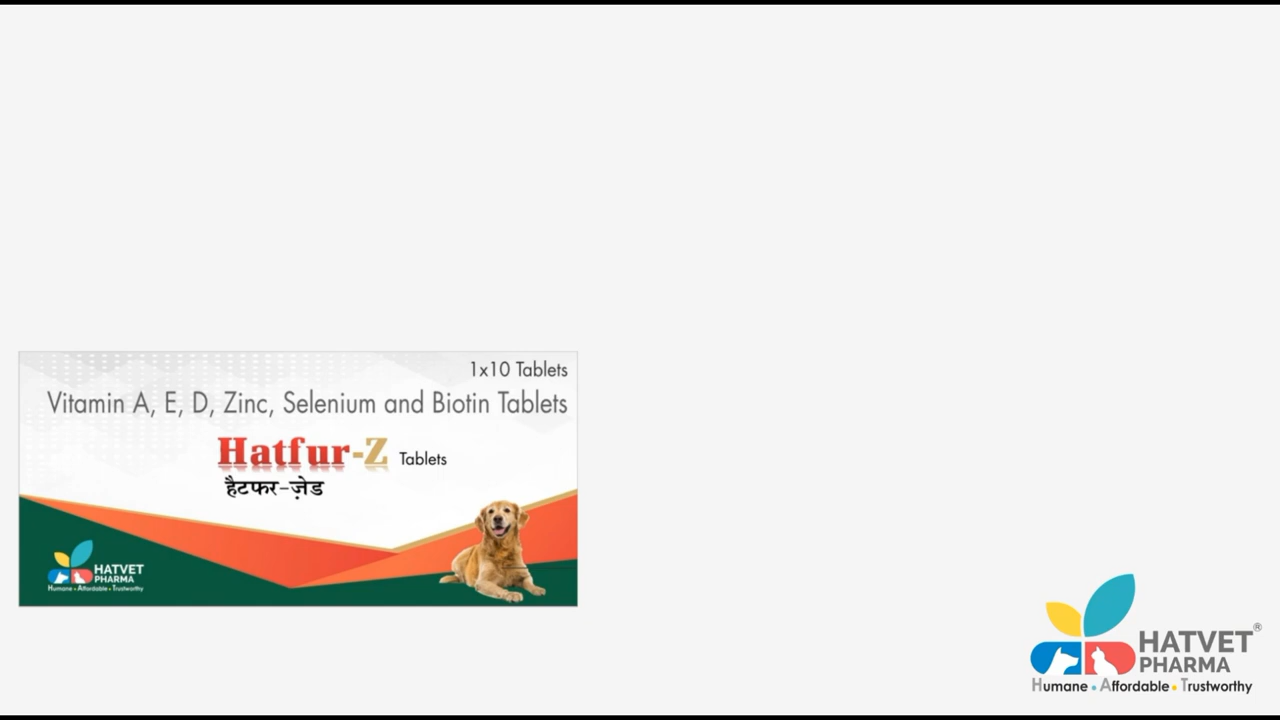 1x10 Tablets
Vitamin A, E, D, Zinc, Selenium and Biotin Tablets
Hatfur-Z Tablets
हैटफर-ज़ेड
HATVET
PHARMA
Humane • Affordable • Trustworthy
HATVET®
PHARMA
Humane • Affordable • Trustworthy